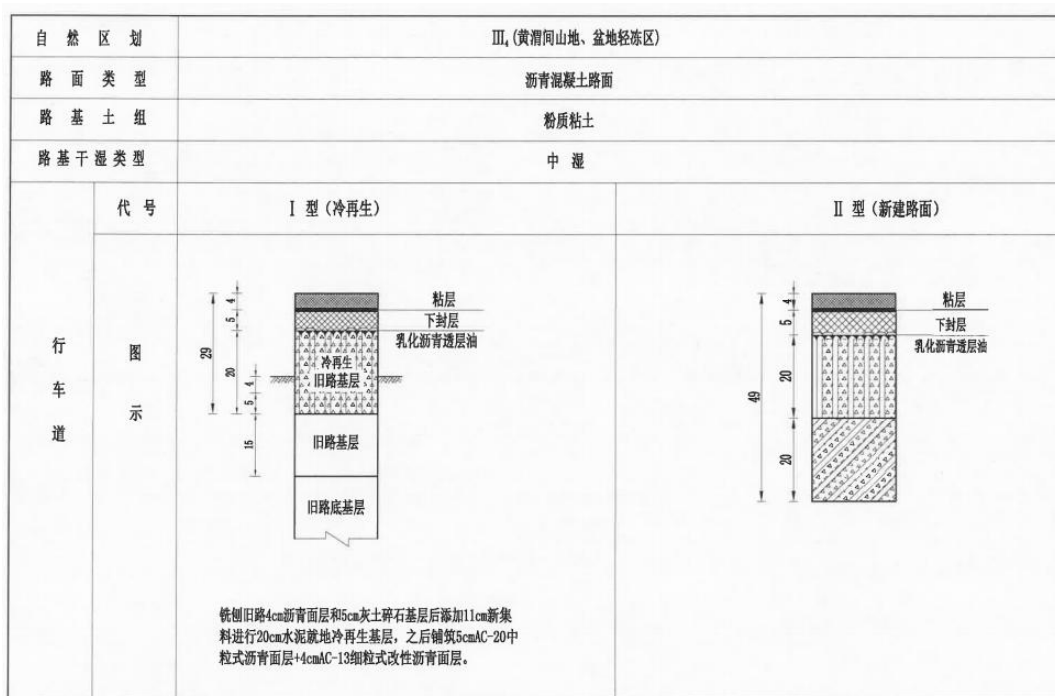 自然区划 III₄(黄渭间山地、盆地轻冻区)
路面类型 沥青混凝土路面
路基土组 粉质粘土
路基干湿类型 中湿
代号 I 型(冷再生) II 型(新建路面)
行车道
图示
4
5
29
20
4
5
15
粘层
下封层
乳化沥青透层油
冷再生
旧路基层
旧路基层
旧路底基层
4
5
49
20
20
粘层
下封层
乳化沥青透层油
铣刨旧路4cm沥青面层和5cm灰土碎石基层后添加11cm新集
料进行20cm水泥就地冷再生基层，之后铺筑5cmAC-20中
粒式沥青面层+4cmAC-13细粒式改性沥青面层。